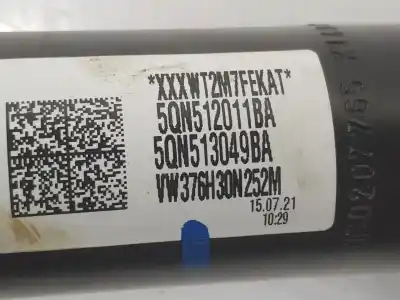 *XXXWT2M7FEKAT*
5QN512011BA
5QN513049BA
VW376H30N252M
15.07.21
10:29